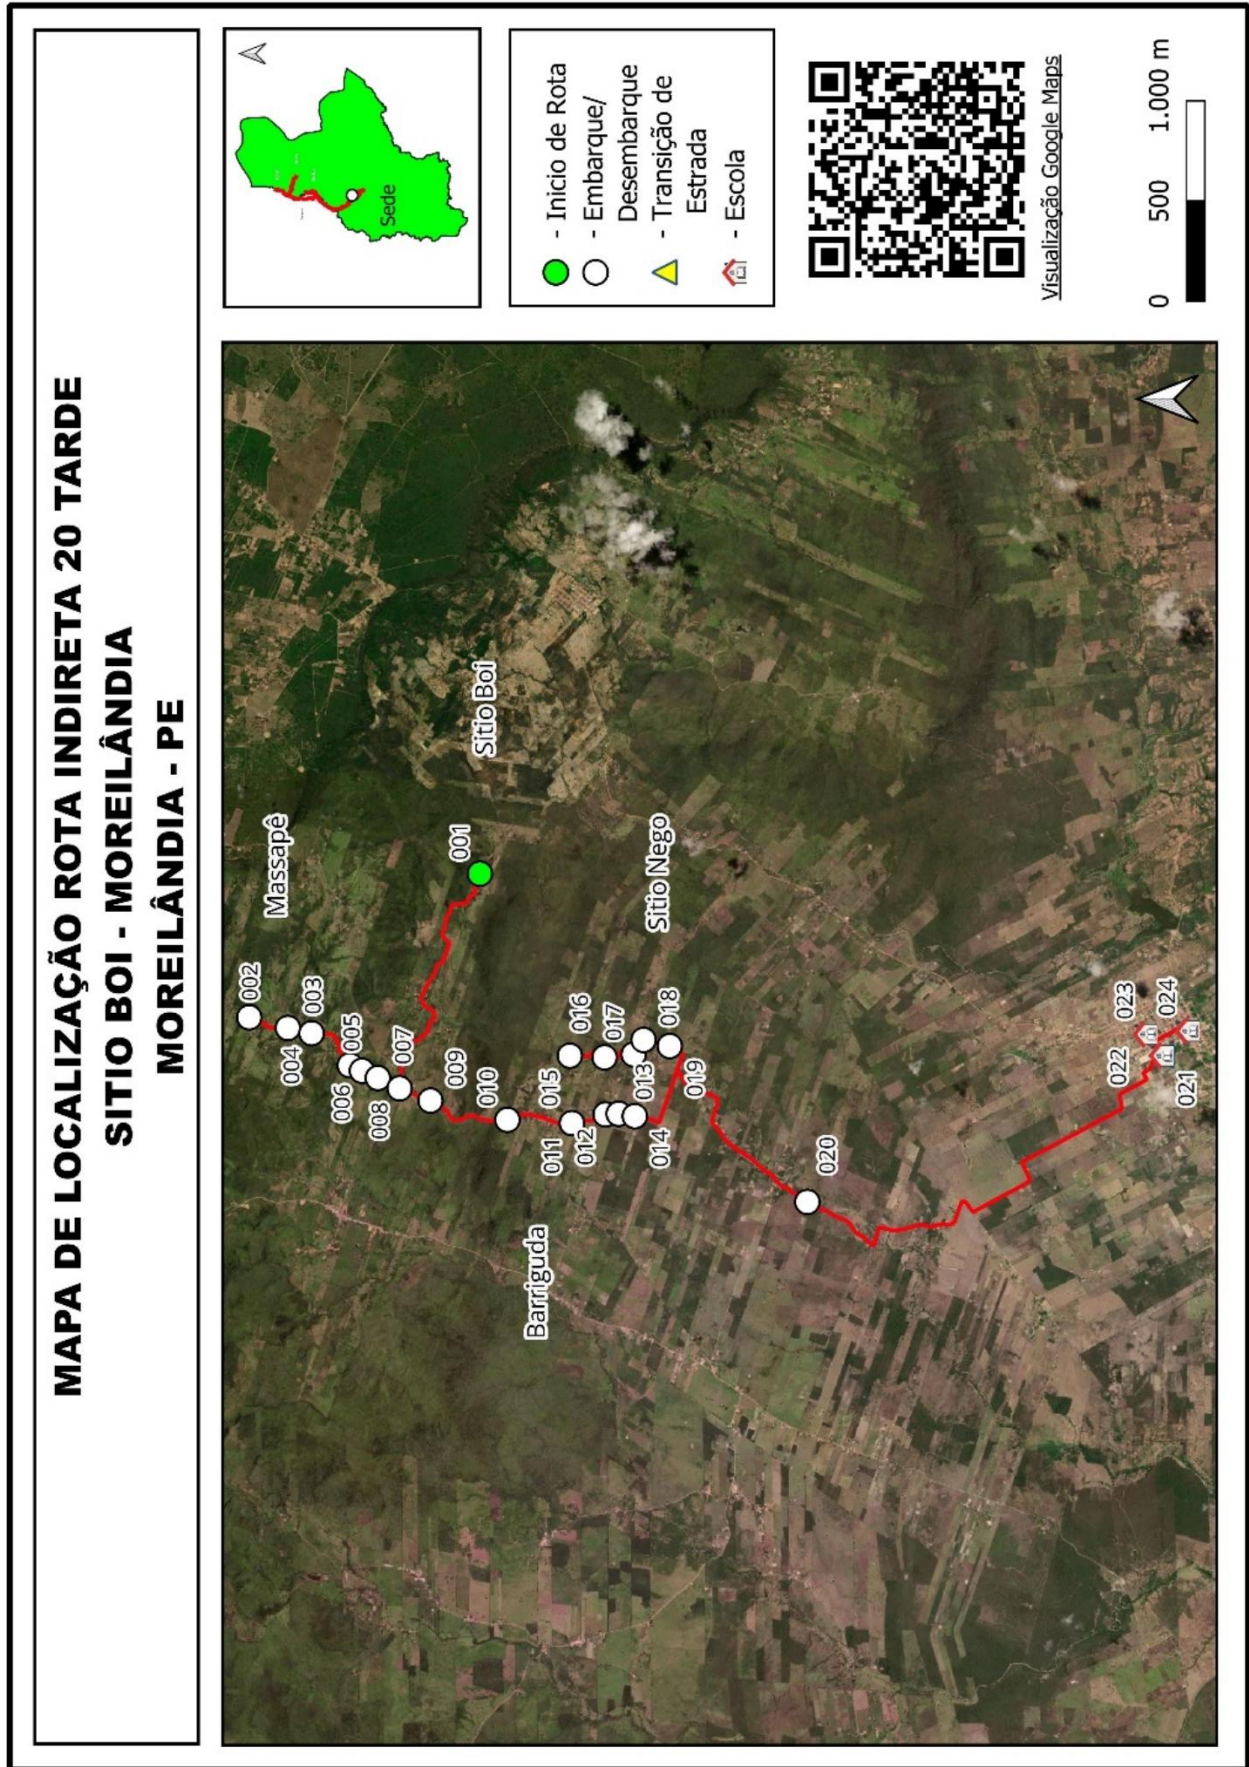 MAPA DE LOCALIZAÇÃO ROTA INDIRETA 20 TARDE
SITIO BOI - MOREILÂNDIA
MOREILÂNDIA - PE
Massapê
002
004
003
005
006
008
007
001
009
010
Sitio Boi
Barriguda
011
015
016
012
017
013
014
018
Sitio Nego
019
020
022
023
021
024
Sede
- Inicio de Rota
- Embarque/
Desembarque
- Transição de
Estrada
- Escola
Visualização Google Maps
0 500 1.000 m